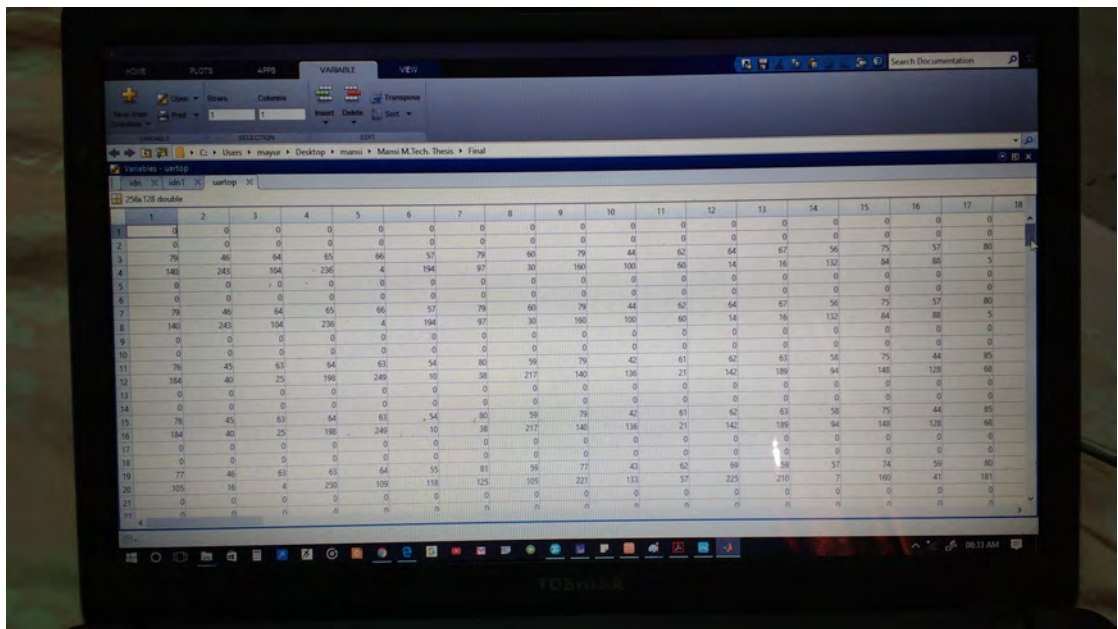 HOME PLOTS APPS VARIABLE VIEW
Search Documentation
Open Rows Columns Transpose
New from Print 1 1 Insert Delete Sort
Selection
VARIABLE SELECTION EDIT
C: Users mayur Desktop mansi Mansi M.Tech. Thesis Final
Variables - uartop
idn idn1 uartop
256x128 double
1 2 3 4 5 6 7 8 9 10 11 12 13 14 15 16 17 18
1 0 0 0 0 0 0 0 0 0 0 0 0 0 0 0 0 0
2 0 0 0 0 0 0 0 0 0 0 0 0 0 0 0 0 0
3 79 46 64 65 66 57 79 60 79 44 62 64 67 56 75 57 80
4 140 243 104 236 4 194 97 30 160 100 60 14 16 132 84 88 5
5 0 0 0 0 0 0 0 0 0 0 0 0 0 0 0 0 0
6 0 0 0 0 0 0 0 0 0 0 0 0 0 0 0 0 0
7 79 46 64 65 66 57 79 60 79 44 62 64 67 56 75 57 80
8 140 243 104 236 4 194 97 30 160 100 60 14 16 132 84 88 5
9 0 0 0 0 0 0 0 0 0 0 0 0 0 0 0 0 0
10 0 0 0 0 0 0 0 0 0 0 0 0 0 0 0 0 0
11 76 45 63 64 63 54 80 59 79 42 61 62 63 58 75 44 85
12 184 40 25 198 249 10 38 217 140 136 21 142 189 94 148 128 68
13 0 0 0 0 0 0 0 0 0 0 0 0 0 0 0 0 0
14 0 0 0 0 0 0 0 0 0 0 0 0 0 0 0 0 0
15 76 45 63 64 63 54 80 59 79 42 61 62 63 58 75 44 85
16 184 40 25 198 249 10 38 217 140 136 21 142 189 94 148 128 68
17 0 0 0 0 0 0 0 0 0 0 0 0 0 0 0 0 0
18 0 0 0 0 0 0 0 0 0 0 0 0 0 0 0 0 0
19 77 46 63 63 64 55 81 59 77 43 62 69 59 57 74 59 80
20 105 16 4 250 109 118 125 105 221 133 57 225 210 7 160 41 181
21 0 0 0 0 0 0 0 0 0 0 0 0 0 0 0 0 0
22 0 0 0 0 0 0 0 0 0 0 0 0 0 0 0 0 0
08:33 AM
TOSHIBA